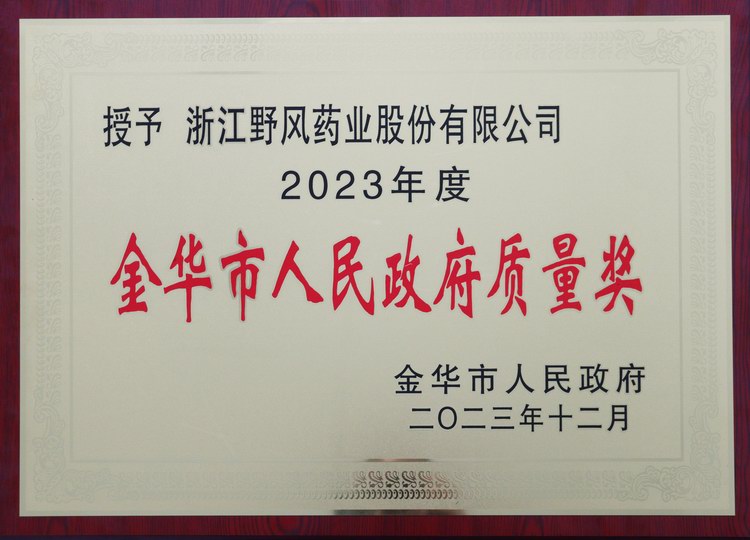 授予 浙江野风药业股份有限公司
2023年度
金华市人民政府质量奖
金华市人民政府
二〇二三年十二月